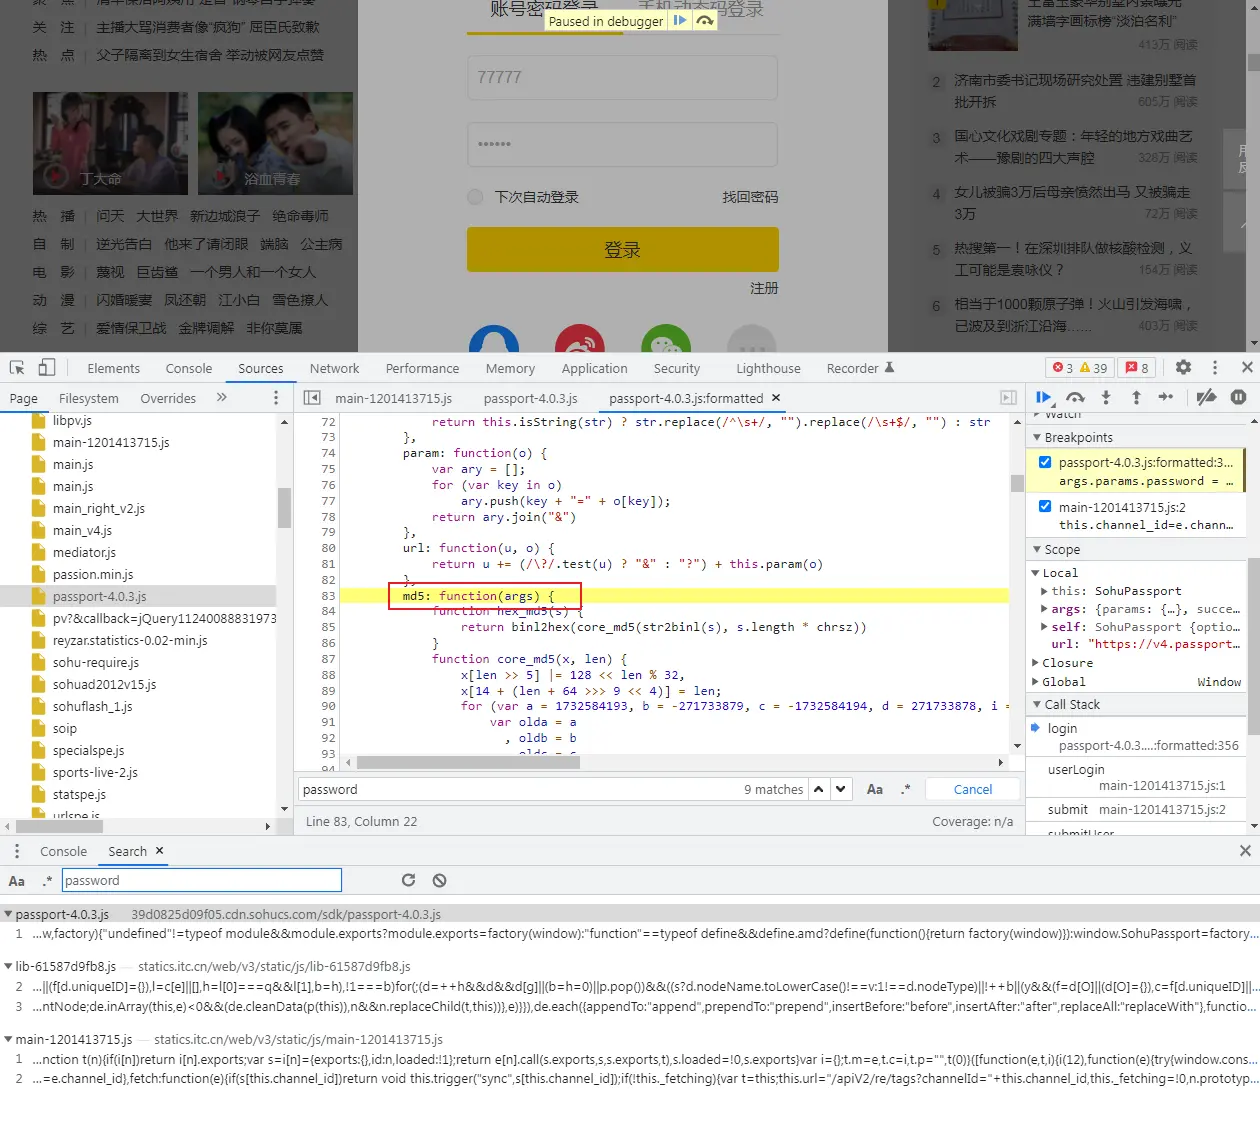 账号密码登录 手机动态码登录
Paused in debugger
关 注 | 主播大骂消费者像“疯狗” 屈臣氏致歉
热 点 | 父子隔离到女生宿舍 举动被网友点赞
丁大命
浴血青春
热 播 | 问天 大世界 新边城浪子 绝命毒师
自 制 | 逆光告白 他来了请闭眼 端脑 公主病
电 影 | 蔑视 巨齿鲨 一个男人和一个女人
动 漫 | 闪婚暖妻 凤还朝 江小白 雪色撩人
综 艺 | 爱情保卫战 金牌调解 非你莫属
77777
••••••
下次自动登录 找回密码
登录
注册
1
满墙字画标榜“淡泊名利”
413万 阅读
2 济南市委书记现场研究处置 违建别墅首
批开拆 605万 阅读
3 国心文化戏剧专题：年轻的地方戏曲艺
术——豫剧的四大声腔 328万 阅读
4 女儿被骗3万后母亲愤然出马 又被骗走
3万 72万 阅读
5 热搜第一！在深圳排队做核酸检测，义
工可能是袁咏仪？ 154万 阅读
6 相当于1000颗原子弹！火山引发海啸，
已波及到浙江沿海...... 403万 阅读
Elements Console Sources Network Performance Memory Application Security Lighthouse Recorder 3 39 8
Page Filesystem Overrides »
main-1201413715.js passport-4.0.3.js passport-4.0.3.js:formatted ×
libpv.js
main-1201413715.js
main.js
main.js
main_right_v2.js
main_v4.js
mediator.js
passion.min.js
passport-4.0.3.js
pv?&callback=jQuery11240088831973
reyzar.statistics-0.02-min.js
sohu-require.js
sohuad2012v15.js
sohuflash_1.js
soip
specialspe.js
sports-live-2.js
statspe.js
urlspe.js
72 return this.isString(str) ? str.replace(/^\s+/, "").replace(/\s+$/, "") : str
73 },
74 param: function(o) {
75 var ary = [];
76 for (var key in o)
77 ary.push(key + "=" + o[key]);
78 return ary.join("&")
79 },
80 url: function(u, o) {
81 return u += (/\?/.test(u) ? "&" : "?") + this.param(o)
82 },
83 md5: function(args) {
84 function hex_md5(s) {
85 return binl2hex(core_md5(str2binl(s), s.length * chrsz))
86 }
87 function core_md5(x, len) {
88 x[len >> 5] |= 128 << len % 32,
89 x[14 + (len + 64 >>> 9 << 4)] = len;
90 for (var a = 1732584193, b = -271733879, c = -1732584194, d = 271733878, i =
91 var olda = a
92 , oldb = b
93 , oldc = c
94
password 9 matches Aa .* Cancel
Line 83, Column 22 Coverage: n/a
Watch
Breakpoints
passport-4.0.3.js:formatted:3...
args.params.password = …
main-1201413715.js:2
this.channel_id=e.chann…
Scope
Local
this: SohuPassport
args: {params: {…}, succe…
self: SohuPassport {optio…
url: "https://v4.passport…
Closure
Global Window
Call Stack
login
passport-4.0.3....:formatted:356
userLogin
main-1201413715.js:1
submit main-1201413715.js:2
submitUser
Console Search ×
Aa .* password
passport-4.0.3.js 39d0825d09f05.cdn.sohucs.com/sdk/passport-4.0.3.js
1 …w,factory){"undefined"!=typeof module&&module.exports?module.exports=factory(window):"function"==typeof define&&define.amd?define(function(){return factory(window)}):window.SohuPassport=factory…
lib-61587d9fb8.js — statics.itc.cn/web/v3/static/js/lib-61587d9fb8.js
2 …||(f[d.uniqueID]={}),l=c[e]||[],h=l[0]===q&&l[1],b=h),!1===b)for(;(d=++h&&d&&d[g]||(b=h=0)||p.pop())&&((s?d.nodeName.toLowerCase()!==v:1!==d.nodeType)||!++b||(y&&(f=d[O]||(d[O]={}),c=f[d.uniqueID]||…
3 …ntNode;de.inArray(this,e)<0&&(de.cleanData(p(this)),n&&n.replaceChild(t,this))},e)}}),de.each({appendTo:"append",prependTo:"prepend",insertBefore:"before",insertAfter:"after",replaceAll:"replaceWith"},functio…
main-1201413715.js — statics.itc.cn/web/v3/static/js/main-1201413715.js
1 …nction t(n){if(i[n])return i[n].exports;var s=i[n]={exports:{},id:n,loaded:!1};return e[n].call(s.exports,s,s.exports,t),s.loaded=!0,s.exports}var i={};t.m=e,t.c=i,t.p="",t(0)}([function(e,t,i){i(12),function(e){try{window.cons…
2 …=e.channel_id},fetch:function(e){if(s[this.channel_id])return void this.trigger("sync",s[this.channel_id]);if(!this._fetching){var t=this;this.url="/apiV2/re/tags?channelId="+this.channel_id,this._fetching=!0,n.prototyp…